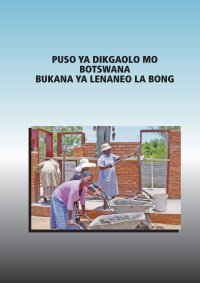 PUSO YA DIKGAOLO MO
BOTSWANA
BUKANA YA LENANEO LA BONG